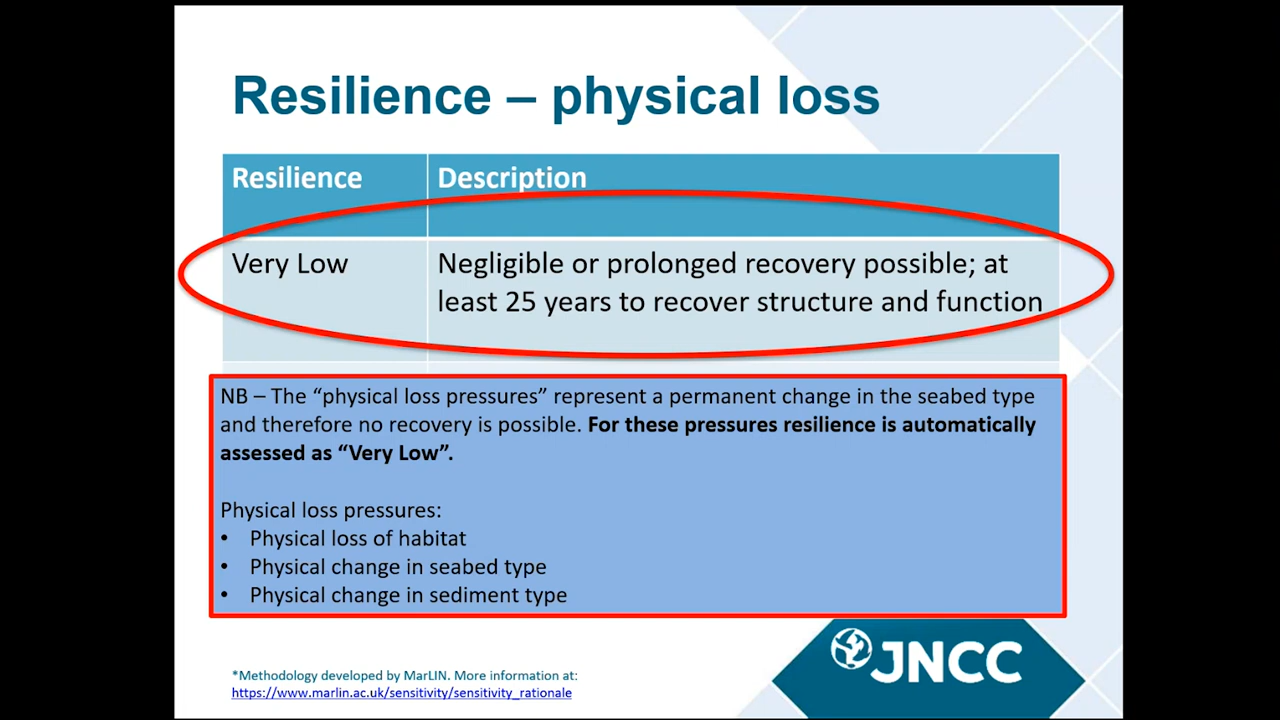 Resilience – physical loss
Resilience Description
Very Low Negligible or prolonged recovery possible; at
least 25 years to recover structure and function
NB – The “physical loss pressures” represent a permanent change in the seabed type
and therefore no recovery is possible. For these pressures resilience is automatically
assessed as “Very Low”.
Physical loss pressures:
• Physical loss of habitat
• Physical change in seabed type
• Physical change in sediment type
*Methodology developed by MarLIN. More information at:
https://www.marlin.ac.uk/sensitivity/sensitivity_rationale
JNCC